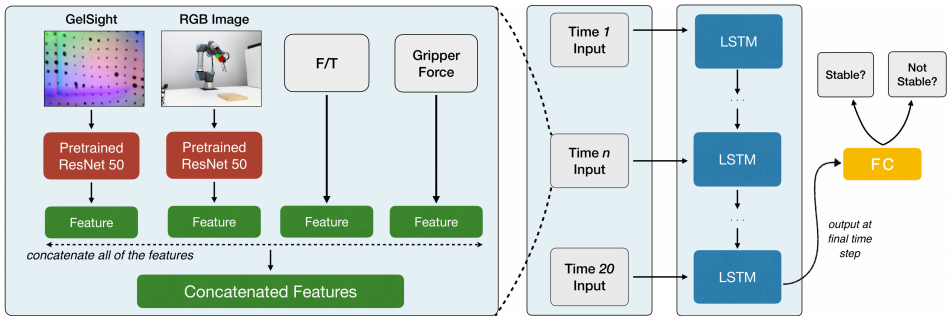 GelSight
RGB Image
F/T
Gripper
Force
Pretrained
ResNet 50
Pretrained
ResNet 50
Feature
Feature
Feature
Feature
concatenate all of the features
Concatenated Features
Time 1
Input
Time n
Input
Time 20
Input
LSTM
...
LSTM
...
LSTM
output at
final time
step
FC
Stable?
Not
Stable?